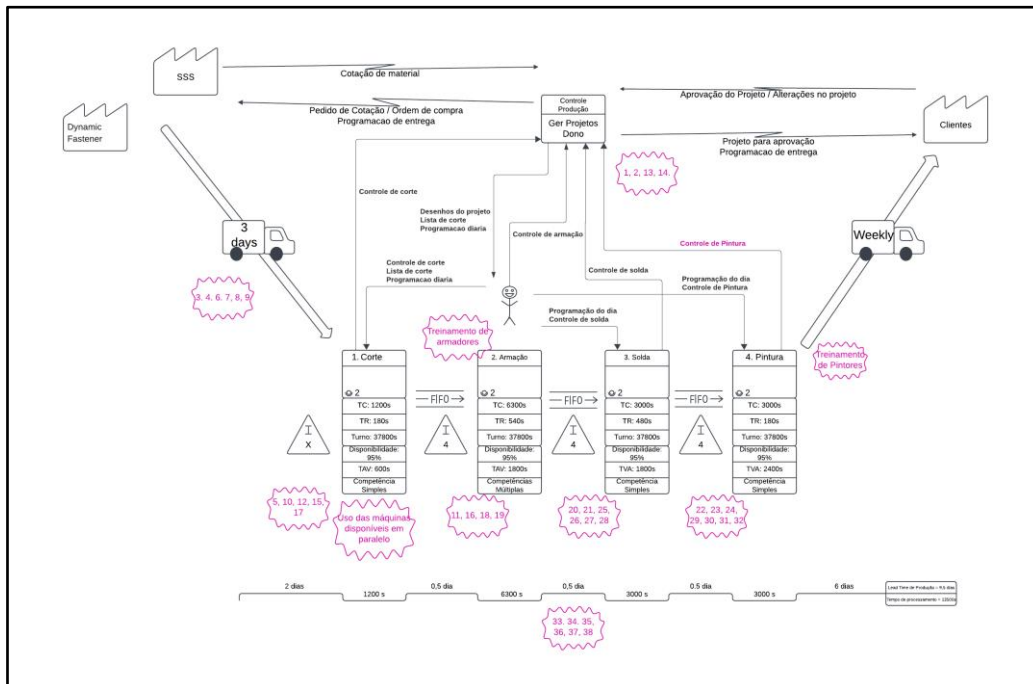 SSS
Cotação de material
Dynamic
Fastener
Pedido de Cotação / Ordem de compra
Programacao de entrega
Controle
Produção
Ger Projetos
Dono
Aprovação do Projeto / Alterações no projeto
Clientes
Projeto para aprovação
Programacao de entrega
1, 2, 13, 14.
Controle de corte
Desenhos do projeto
Lista de corte
Programacao diaria
Controle de armação
Controle de Pintura
3
days
Weekly
Controle de corte
Lista de corte
Programacao diaria
Controle de solda
Programação do dia
Controle de Pintura
3. 4. 6. 7, 8, 9
Programação do dia
Controle de solda
Treinamento de
armadores
Treinamento
de Pintores
1. Corte
2
TC: 1200s
TR: 180s
Turno: 37800s
Disponibilidade:
95%
TAV: 600s
Competência
Simples
2. Armação
2
TC: 6300s
TR: 540s
Turno: 37800s
Disponibilidade:
95%
TAV: 1800s
Competências
Múltiplas
3. Solda
2
TC: 3000s
TR: 480s
Turno: 37800s
Disponibilidade:
95%
TVA: 1800s
Competência
Simples
4. Pintura
2
TC: 3000s
TR: 180s
Turno: 37800s
Disponibilidade:
95%
TVA: 2400s
Competência
Simples
FIFO
FIFO
FIFO
I
X
I
4
I
4
I
4
5, 10, 12, 15,
17
Uso das máquinas
disponíveis em
paralelo
11, 16, 18, 19
20, 21, 25,
26, 27, 28
22, 23, 24,
29, 30, 31, 32
2 dias
0,5 dia
0,5 dia
0.5 dia
6 dias
1200 s
6300 s
3000 s
3000 s
Lead Time de Produção = 9,5 dias
Tempo de processamento =
33. 34. 35,
36, 37, 38